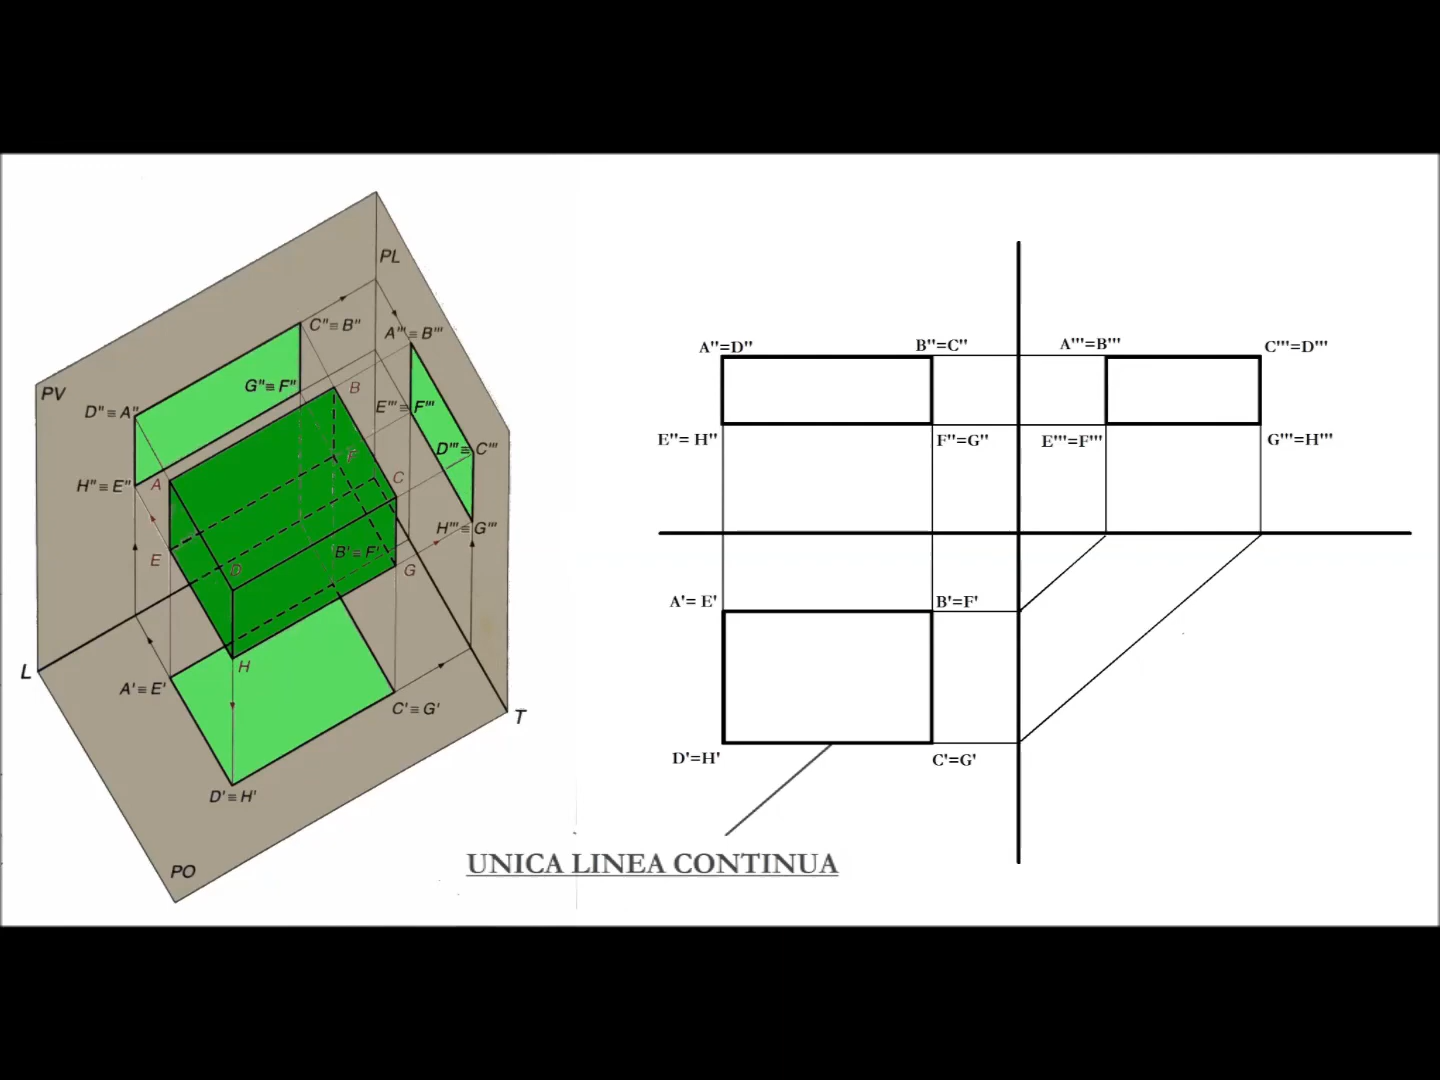 PL
C"≡ B"
A'"≡ B'"
PV
G"≡ F"
B
D"≡ A"
E'"≡ F'"
D'"≡ C'"
F
H"≡ E"
A
C
H'"≡ G'"
E
D
B'≡ F'
G
L
H
A'≡ E'
C'≡ G'
T
D'≡ H'
PO
A"=D"
B"=C"
A'"=B'"
C'"=D'"
E"= H"
F"=G"
E'"=F'"
G'"=H'"
A'= E'
B'=F'
D'=H'
C'=G'
UNICA LINEA CONTINUA